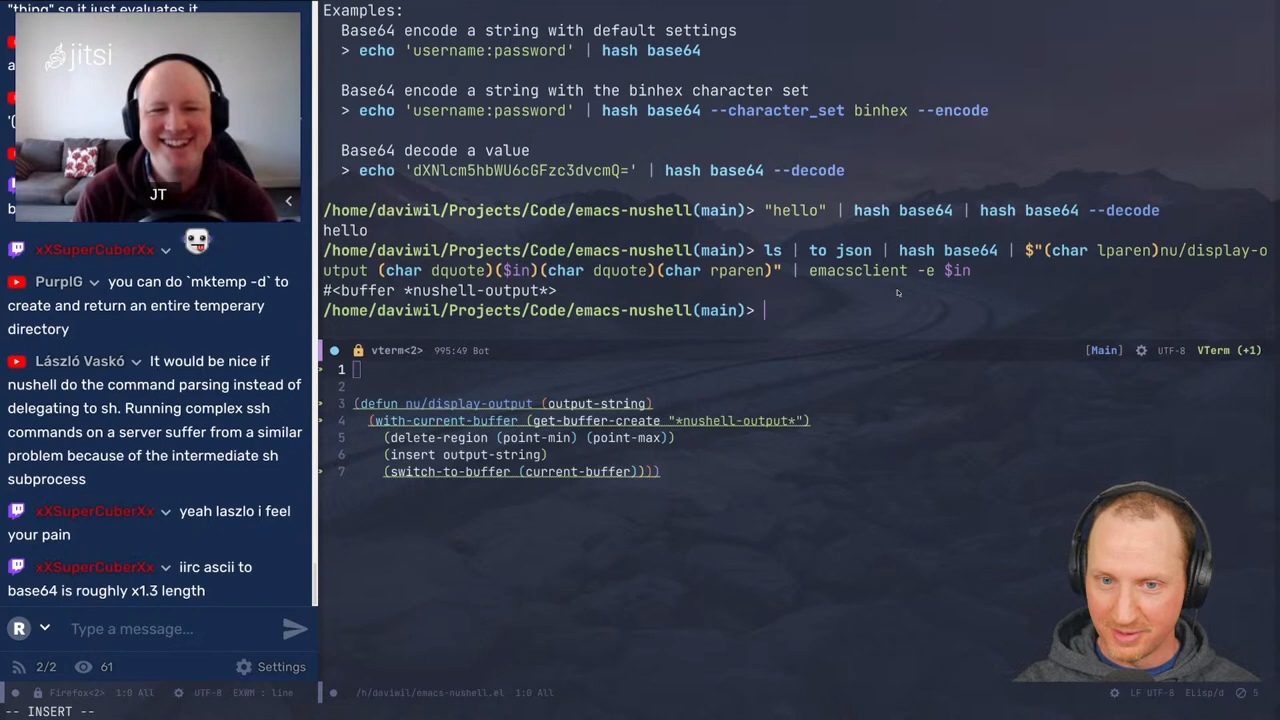 "thing" so it just evaluates it
jitsi
JT
xXSuperCuberXx
PurplG you can do `mktemp -d` to
create and return an entire temporary
directory
László Vaskó It would be nice if
nushell do the command parsing instead of
delegating to sh. Running complex ssh
commands on a server suffer from a similar
problem because of the intermediate sh
subprocess
xXSuperCuberXx yeah laszlo i feel
your pain
xXSuperCuberXx iirc ascii to
base64 is roughly x1.3 length
R Type a message...
2/2 61 Settings
Firefox<2> 1:0 All UTF-8 EXWM : line
-- INSERT --
Examples:
Base64 encode a string with default settings
> echo 'username:password' | hash base64
Base64 encode a string with the binhex character set
> echo 'username:password' | hash base64 --character_set binhex --encode
Base64 decode a value
> echo 'dXNlcm5hbWU6cGFzc3dvcmQ=' | hash base64 --decode
/home/daviwil/Projects/Code/emacs-nushell(main)> "hello" | hash base64 | hash base64 --decode
hello
/home/daviwil/Projects/Code/emacs-nushell(main)> ls | to json | hash base64 | $"(char lparen)nu/display-o
utput (char dquote)($in)(char dquote)(char rparen)" | emacsclient -e $in
#<buffer *nushell-output*>
/home/daviwil/Projects/Code/emacs-nushell(main)>
vterm<2> 995:49 Bot [Main] UTF-8 VTerm (+1)
1
2
3 (defun nu/display-output (output-string)
4 (with-current-buffer (get-buffer-create "*nushell-output*")
5 (delete-region (point-min) (point-max))
6 (insert output-string)
7 (switch-to-buffer (current-buffer))))
/h/daviwil/emacs-nushell.el 1:0 All LF UTF-8 ELisp/d 5